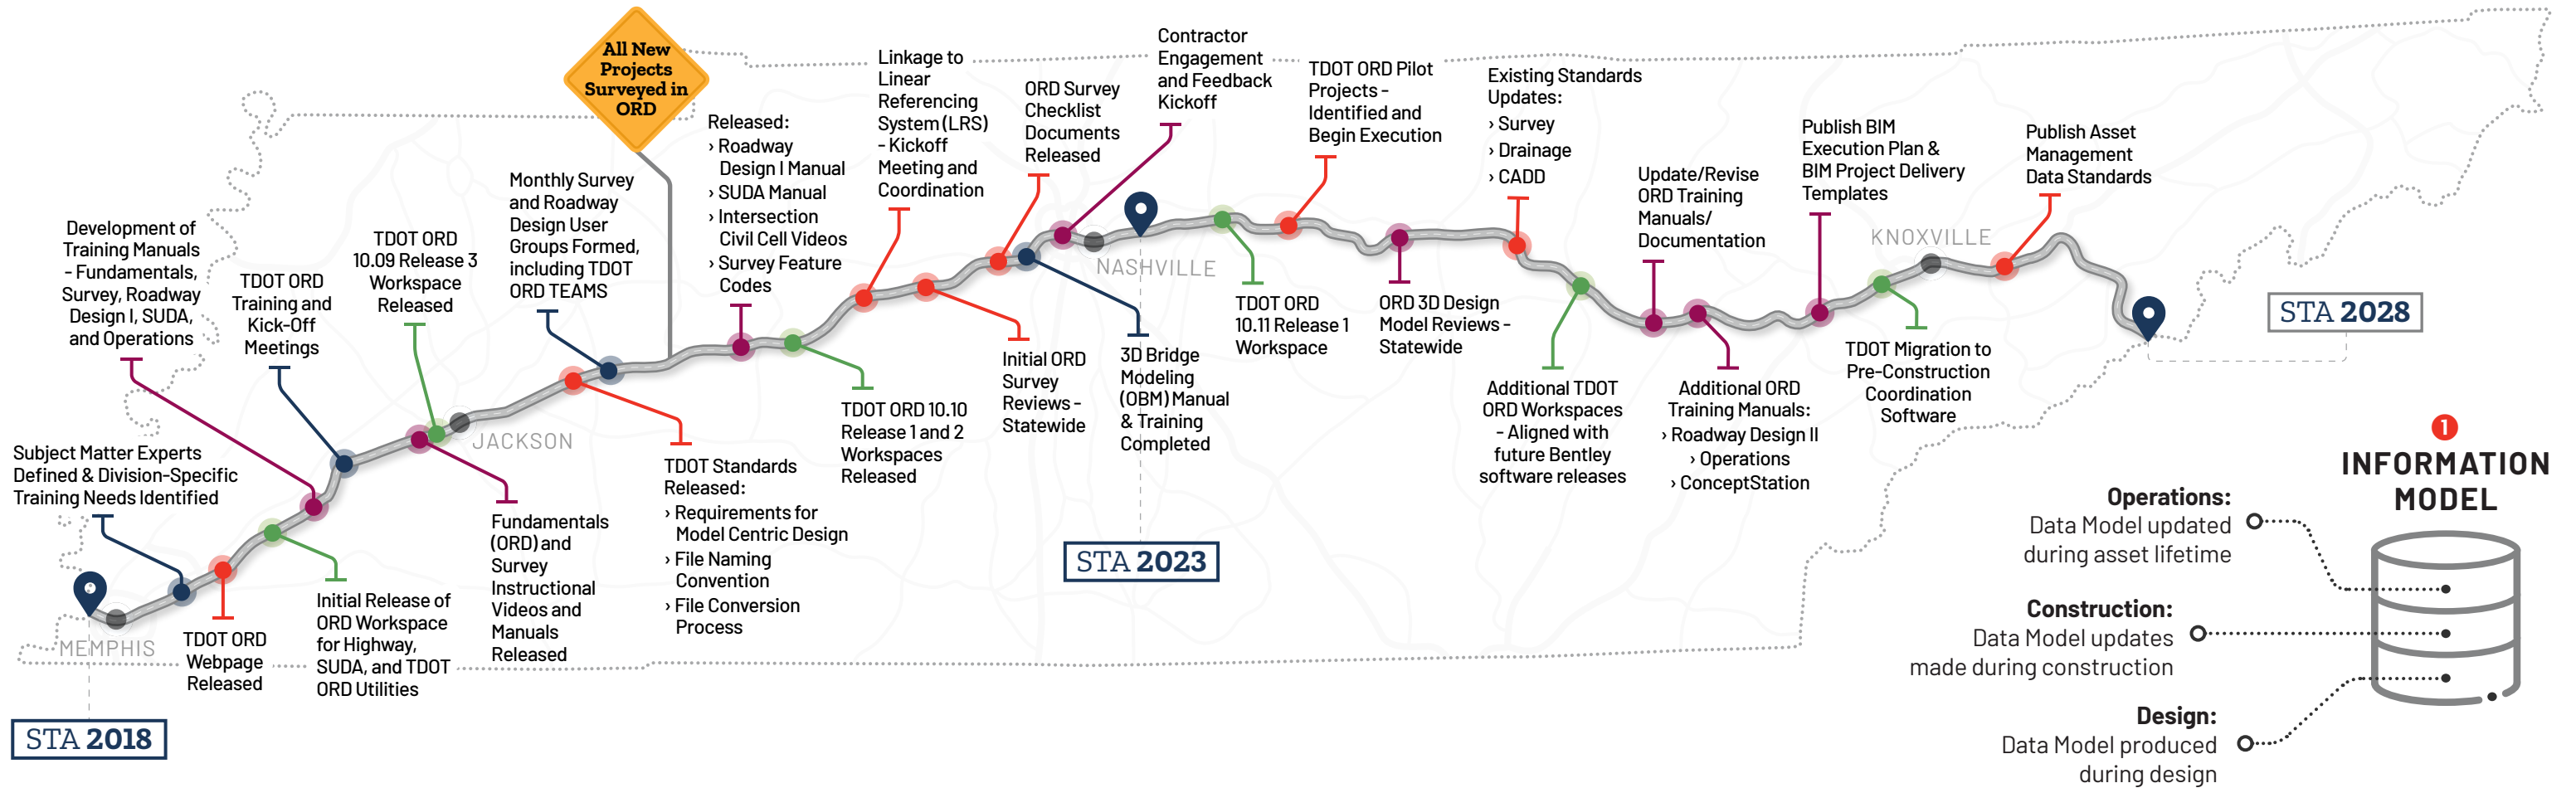 All New
Projects
Surveyed in
ORD
Subject Matter Experts
Defined & Division-Specific
Training Needs Identified
TDOT ORD
Webpage
Released
Initial Release of
ORD Workspace
for Highway,
SUDA, and TDOT
ORD Utilities
Development of
Training Manuals
- Fundamentals,
Survey, Roadway
Design I, SUDA,
and Operations
TDOT ORD
Training and
Kick-Off
Meetings
Fundamentals
(ORD) and
Survey
Instructional
Videos and
Manuals
Released
TDOT ORD
10.09 Release 3
Workspace
Released
TDOT Standards
Released:
› Requirements for
Model Centric Design
› File Naming
Convention
› File Conversion
Process
Monthly Survey
and Roadway
Design User
Groups Formed,
including TDOT
ORD TEAMS
Released:
› Roadway
Design I Manual
› SUDA Manual
› Intersection
Civil Cell Videos
› Survey Feature
Codes
TDOT ORD 10.10
Release 1 and 2
Workspaces
Released
Linkage to
Linear
Referencing
System (LRS)
- Kickoff
Meeting and
Coordination
Initial ORD
Survey
Reviews -
Statewide
ORD Survey
Checklist
Documents
Released
3D Bridge
Modeling
(OBM) Manual
& Training
Completed
Contractor
Engagement
and Feedback
Kickoff
TDOT ORD
10.11 Release 1
Workspace
TDOT ORD Pilot
Projects -
Identified and
Begin Execution
ORD 3D Design
Model Reviews -
Statewide
Existing Standards
Updates:
› Survey
› Drainage
› CADD
Additional TDOT
ORD Workspaces
- Aligned with
future Bentley
software releases
Update/Revise
ORD Training
Manuals/
Documentation
Additional ORD
Training Manuals:
› Roadway Design II
› Operations
› ConceptStation
Publish BIM
Execution Plan &
BIM Project Delivery
Templates
TDOT Migration to
Pre-Construction
Coordination
Software
Publish Asset
Management
Data Standards
MEMPHIS
JACKSON
NASHVILLE
KNOXVILLE
STA 2018
STA 2023
STA 2028
1
INFORMATION
MODEL
Operations:
Data Model updated
during asset lifetime
Construction:
Data Model updates
made during construction
Design:
Data Model produced
during design